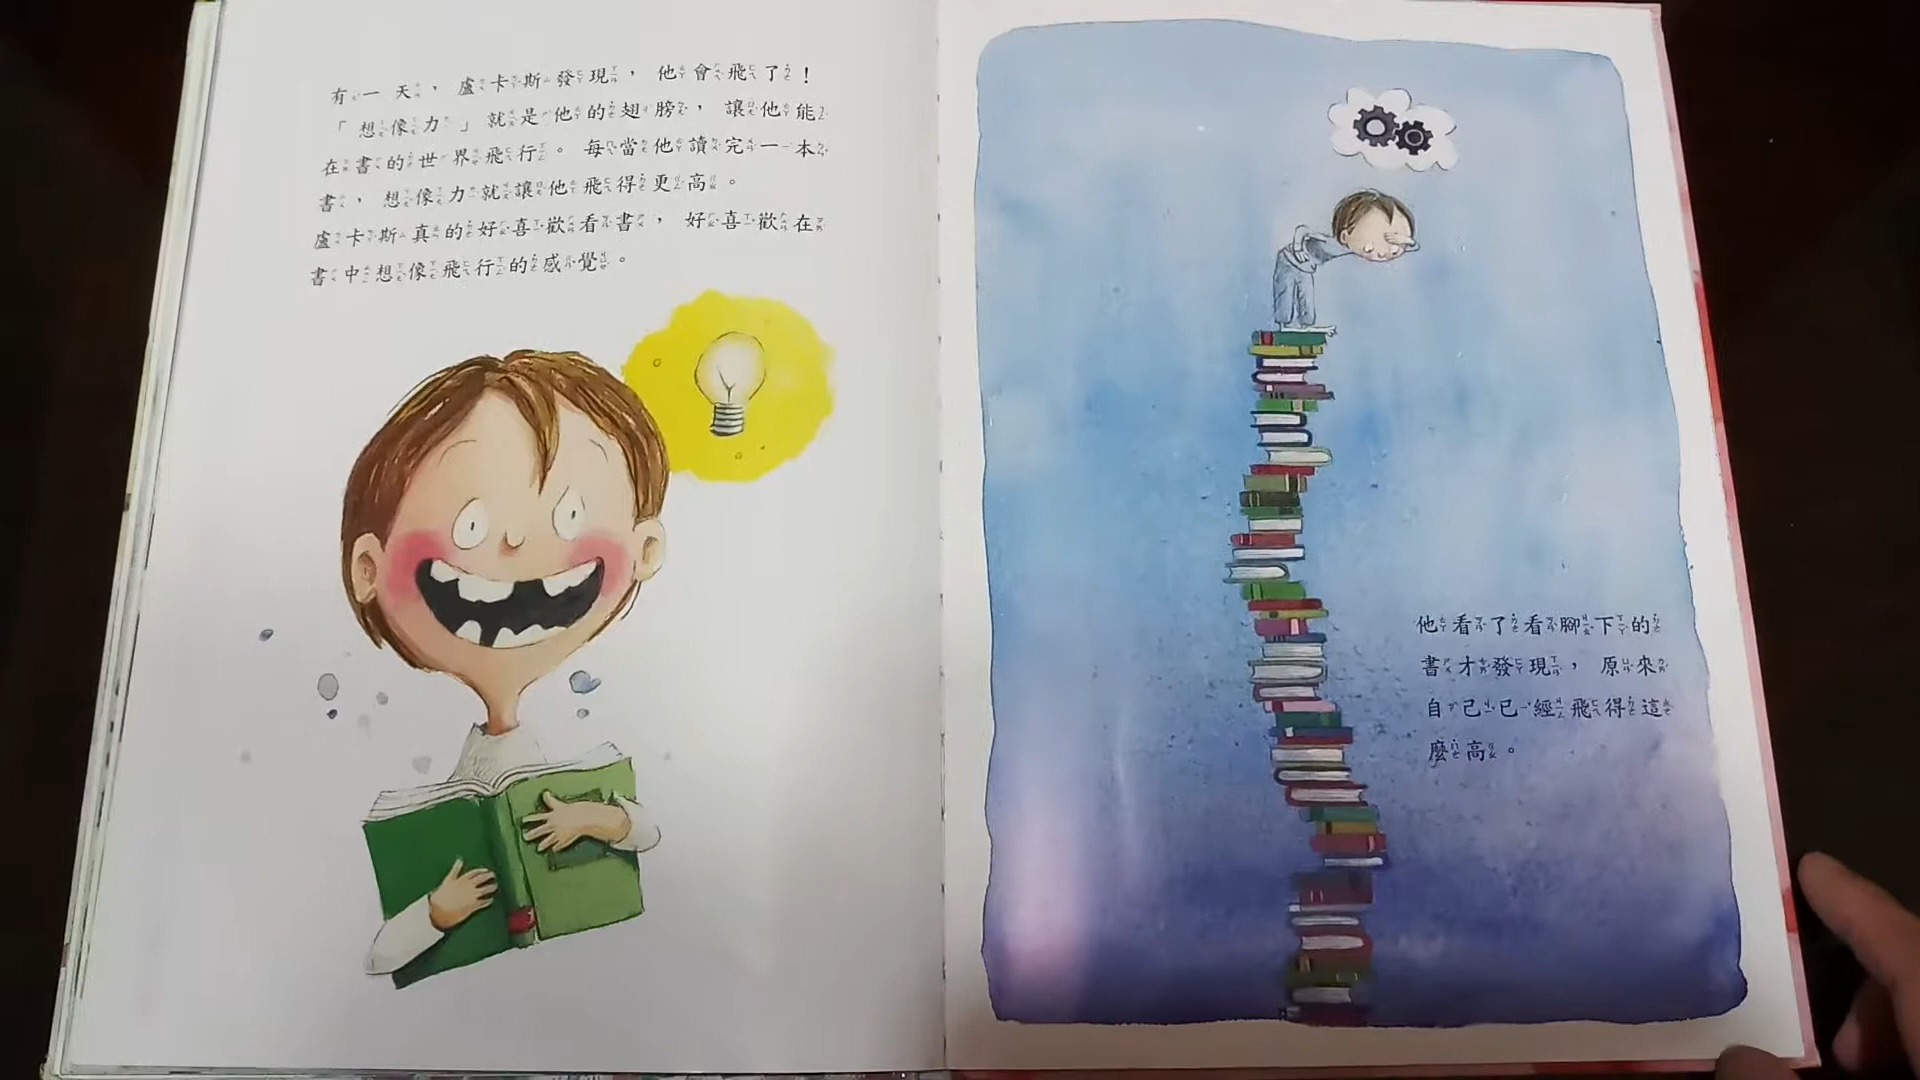 有一天，盧卡斯發現，他會飛了！
「想像力」就是他的翅膀，讓他能
在書的世界飛行。每當他讀完一本
書，想像力就讓他飛得更高。
盧卡斯真的好喜歡看書，好喜歡在
書中想像飛行的感覺。
他看了看腳下的
書才發現，原來
自己已經飛得這
麼高。